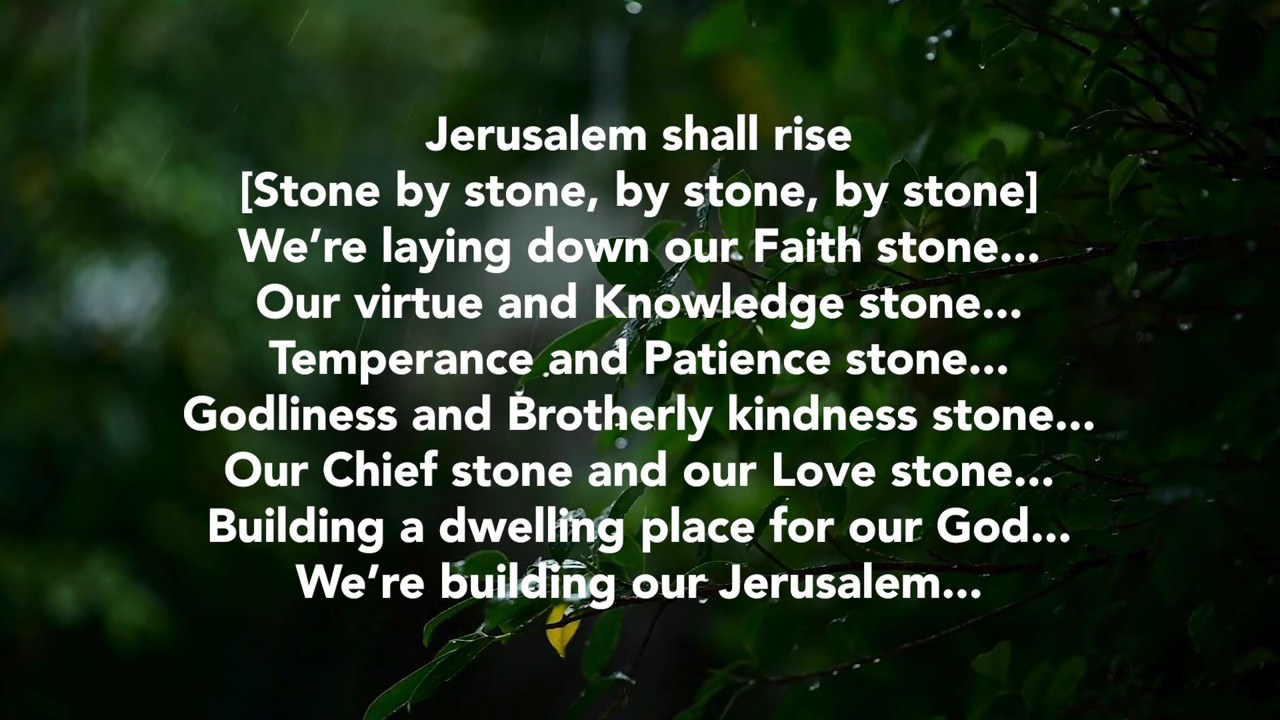 Jerusalem shall rise
[Stone by stone, by stone, by stone]
We’re laying down our Faith stone...
Our virtue and Knowledge stone...
Temperance and Patience stone...
Godliness and Brotherly kindness stone...
Our Chief stone and our Love stone...
Building a dwelling place for our God...
We’re building our Jerusalem...